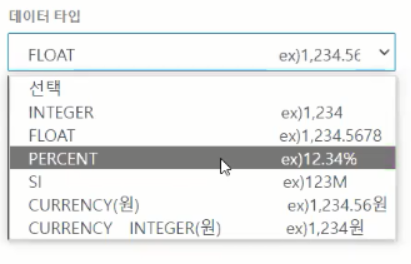 데이터 타입
FLOAT ex)1,234.56
선택
INTEGER ex)1,234
FLOAT ex)1,234.5678
PERCENT ex)12.34%
SI ex)123M
CURRENCY(원) ex)1,234.56원
CURRENCY INTEGER(원) ex)1,234원